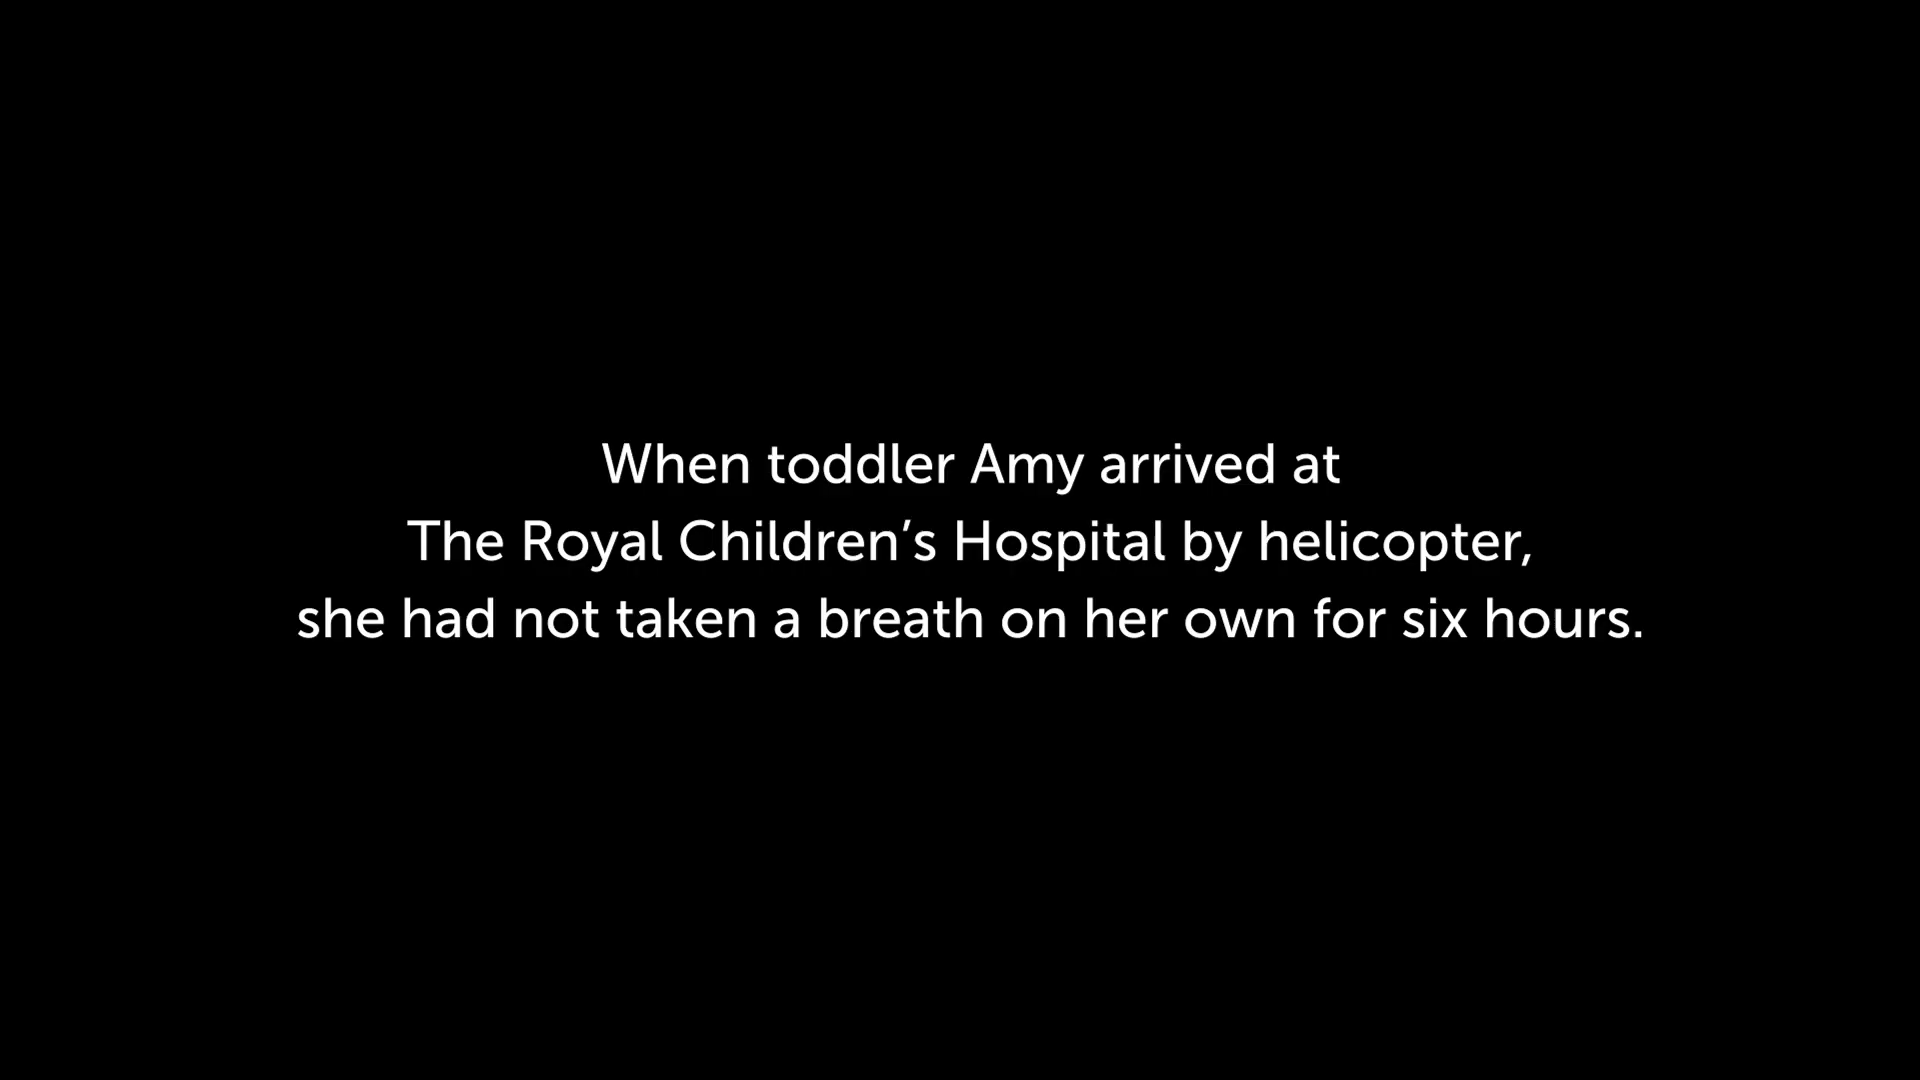 When toddler Amy arrived at
The Royal Children’s Hospital by helicopter,
she had not taken a breath on her own for six hours.